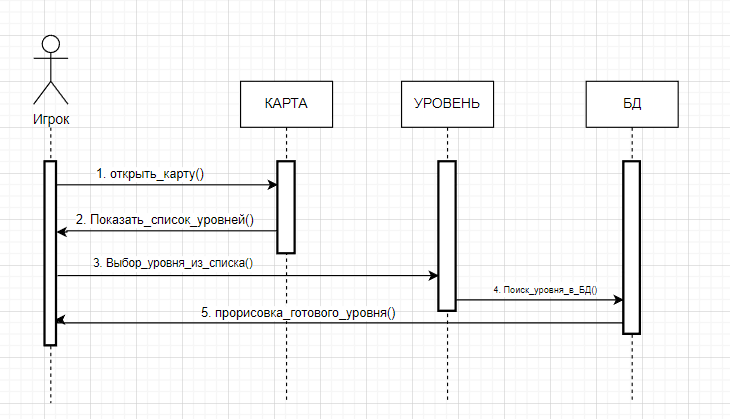 Игрок
КАРТА
УРОВЕНЬ
БД
1. открыть_карту()
2. Показать_список_уровней()
3. Выбор_уровня_из_списка()
4. Поиск_уровня_в_БД()
5. прорисовка_готового_уровня()